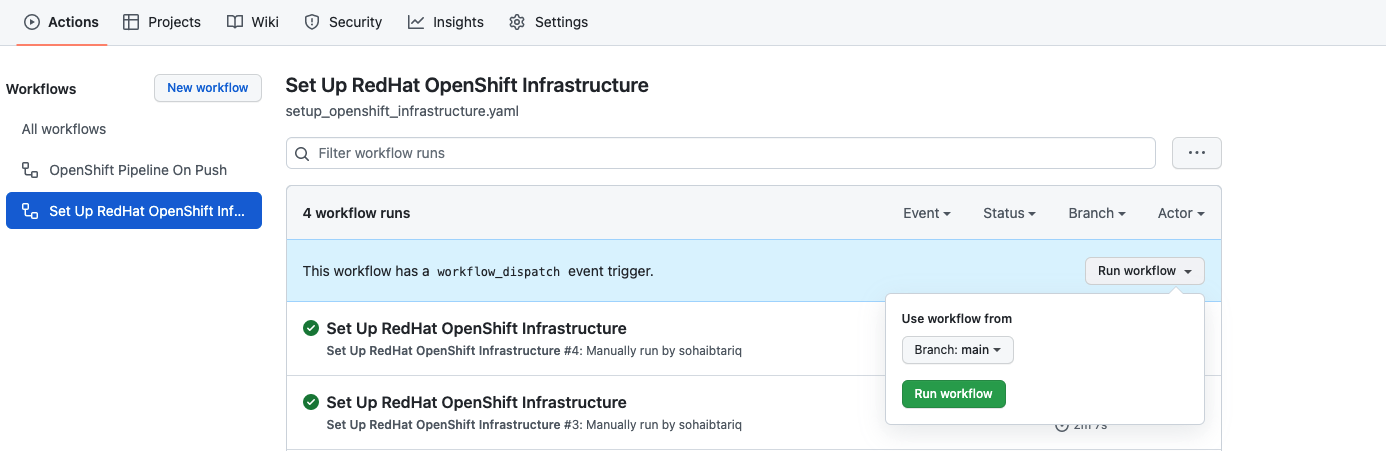 Actions Projects Wiki Security Insights Settings
Workflows
New workflow
All workflows
OpenShift Pipeline On Push
Set Up RedHat OpenShift Inf...
Set Up RedHat OpenShift Infrastructure
setup_openshift_infrastructure.yaml
Filter workflow runs
4 workflow runs
Event Status Branch Actor
This workflow has a workflow_dispatch event trigger.
Run workflow
Use workflow from
Branch: main
Run workflow
Set Up RedHat OpenShift Infrastructure
Set Up RedHat OpenShift Infrastructure #4: Manually run by sohaibtariq
Set Up RedHat OpenShift Infrastructure
Set Up RedHat OpenShift Infrastructure #3: Manually run by sohaibtariq
2m 7s